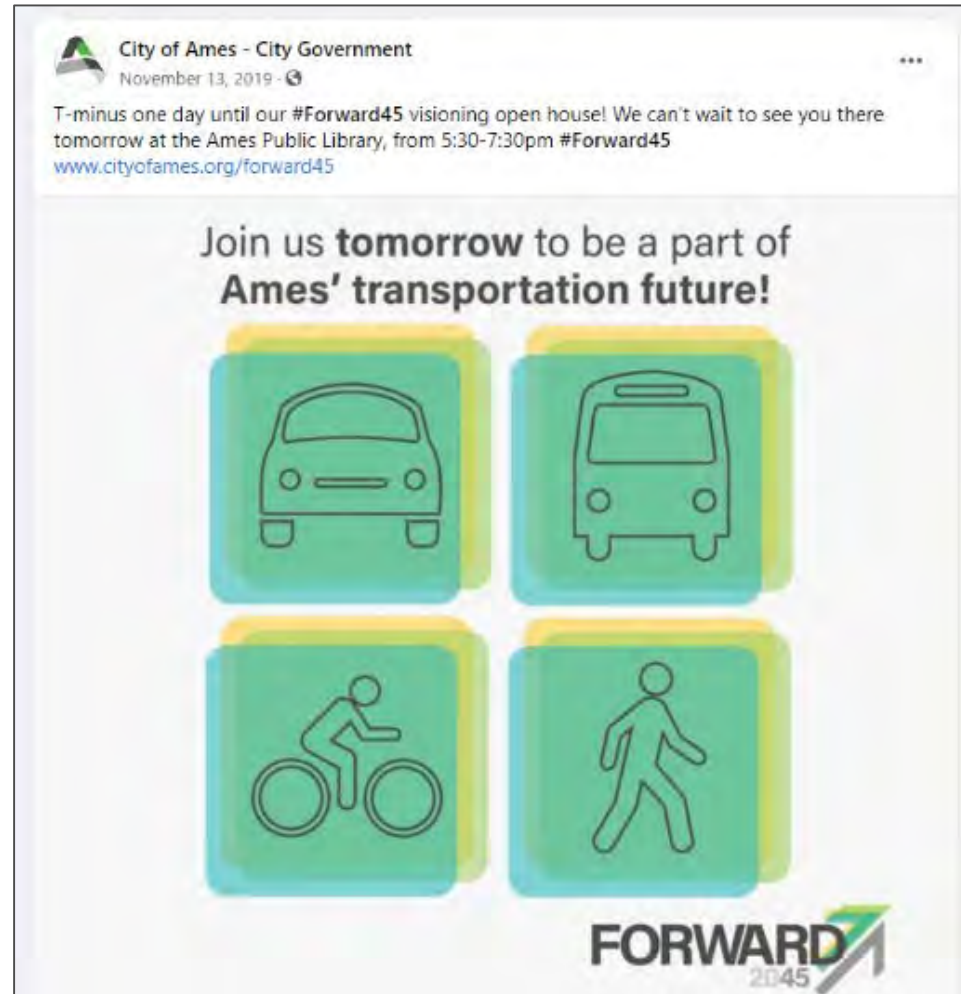 City of Ames - City Government
November 13, 2019 ·
T-minus one day until our #Forward45 visioning open house! We can't wait to see you there
tomorrow at the Ames Public Library, from 5:30-7:30pm #Forward45
www.cityofames.org/forward45
Join us tomorrow to be a part of
Ames’ transportation future!
FORWARD
2045